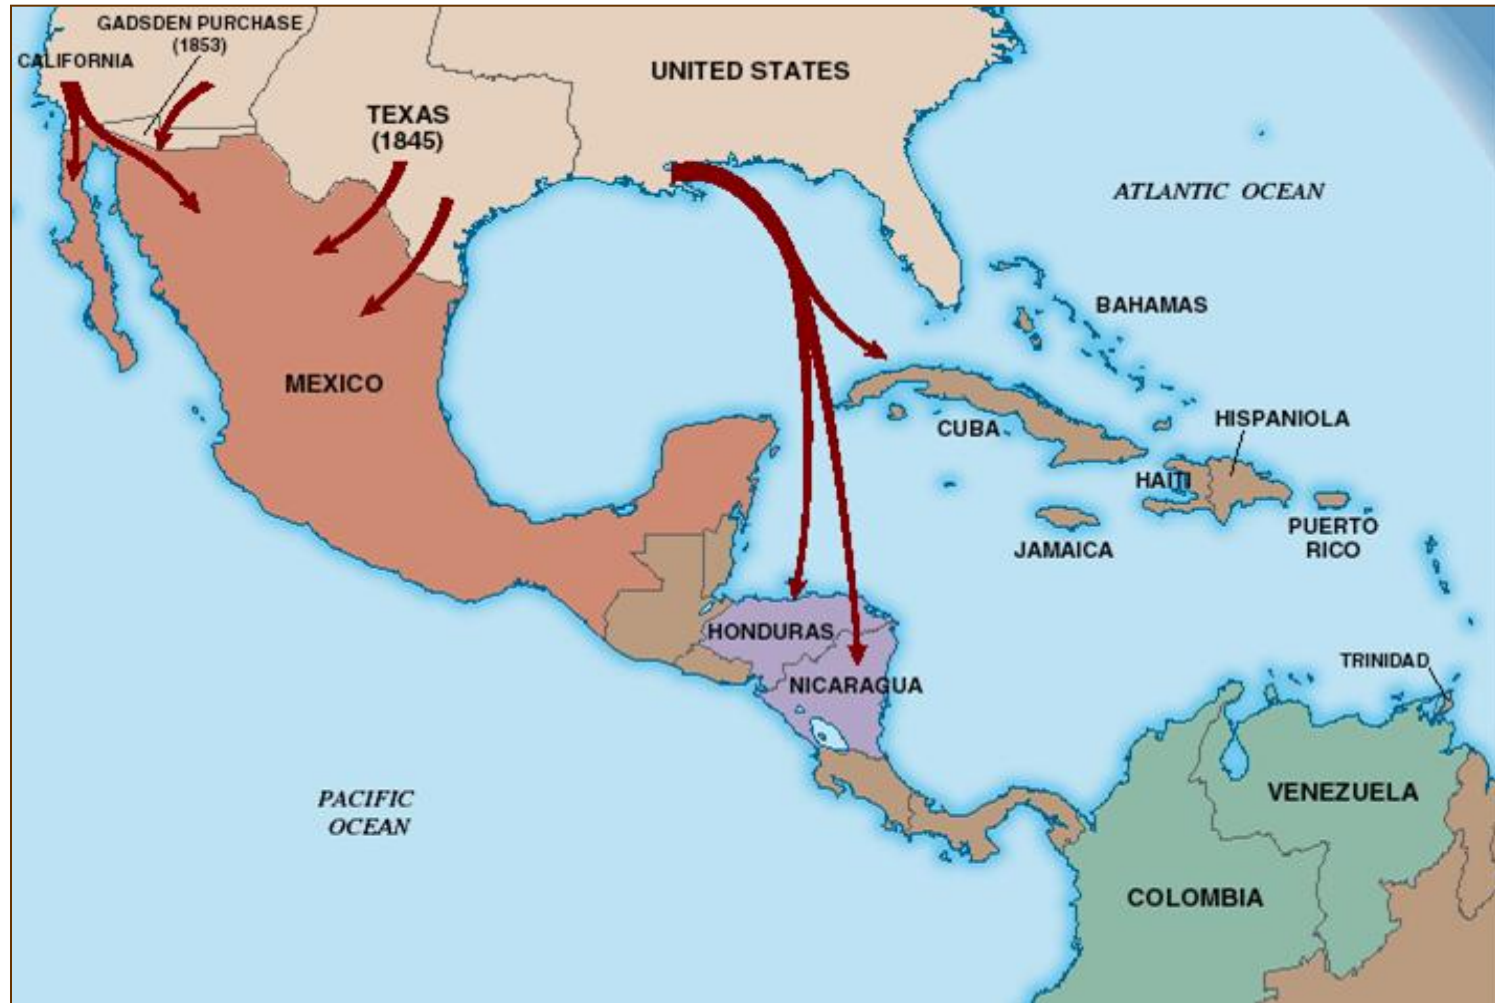 GADSDEN PURCHASE
(1853)
CALIFORNIA
UNITED STATES
TEXAS
(1845)
ATLANTIC OCEAN
BAHAMAS
MEXICO
HISPANIOLA
CUBA
HAITI
PUERTO
RICO
JAMAICA
HONDURAS
TRINIDAD
NICARAGUA
PACIFIC
OCEAN
VENEZUELA
COLOMBIA